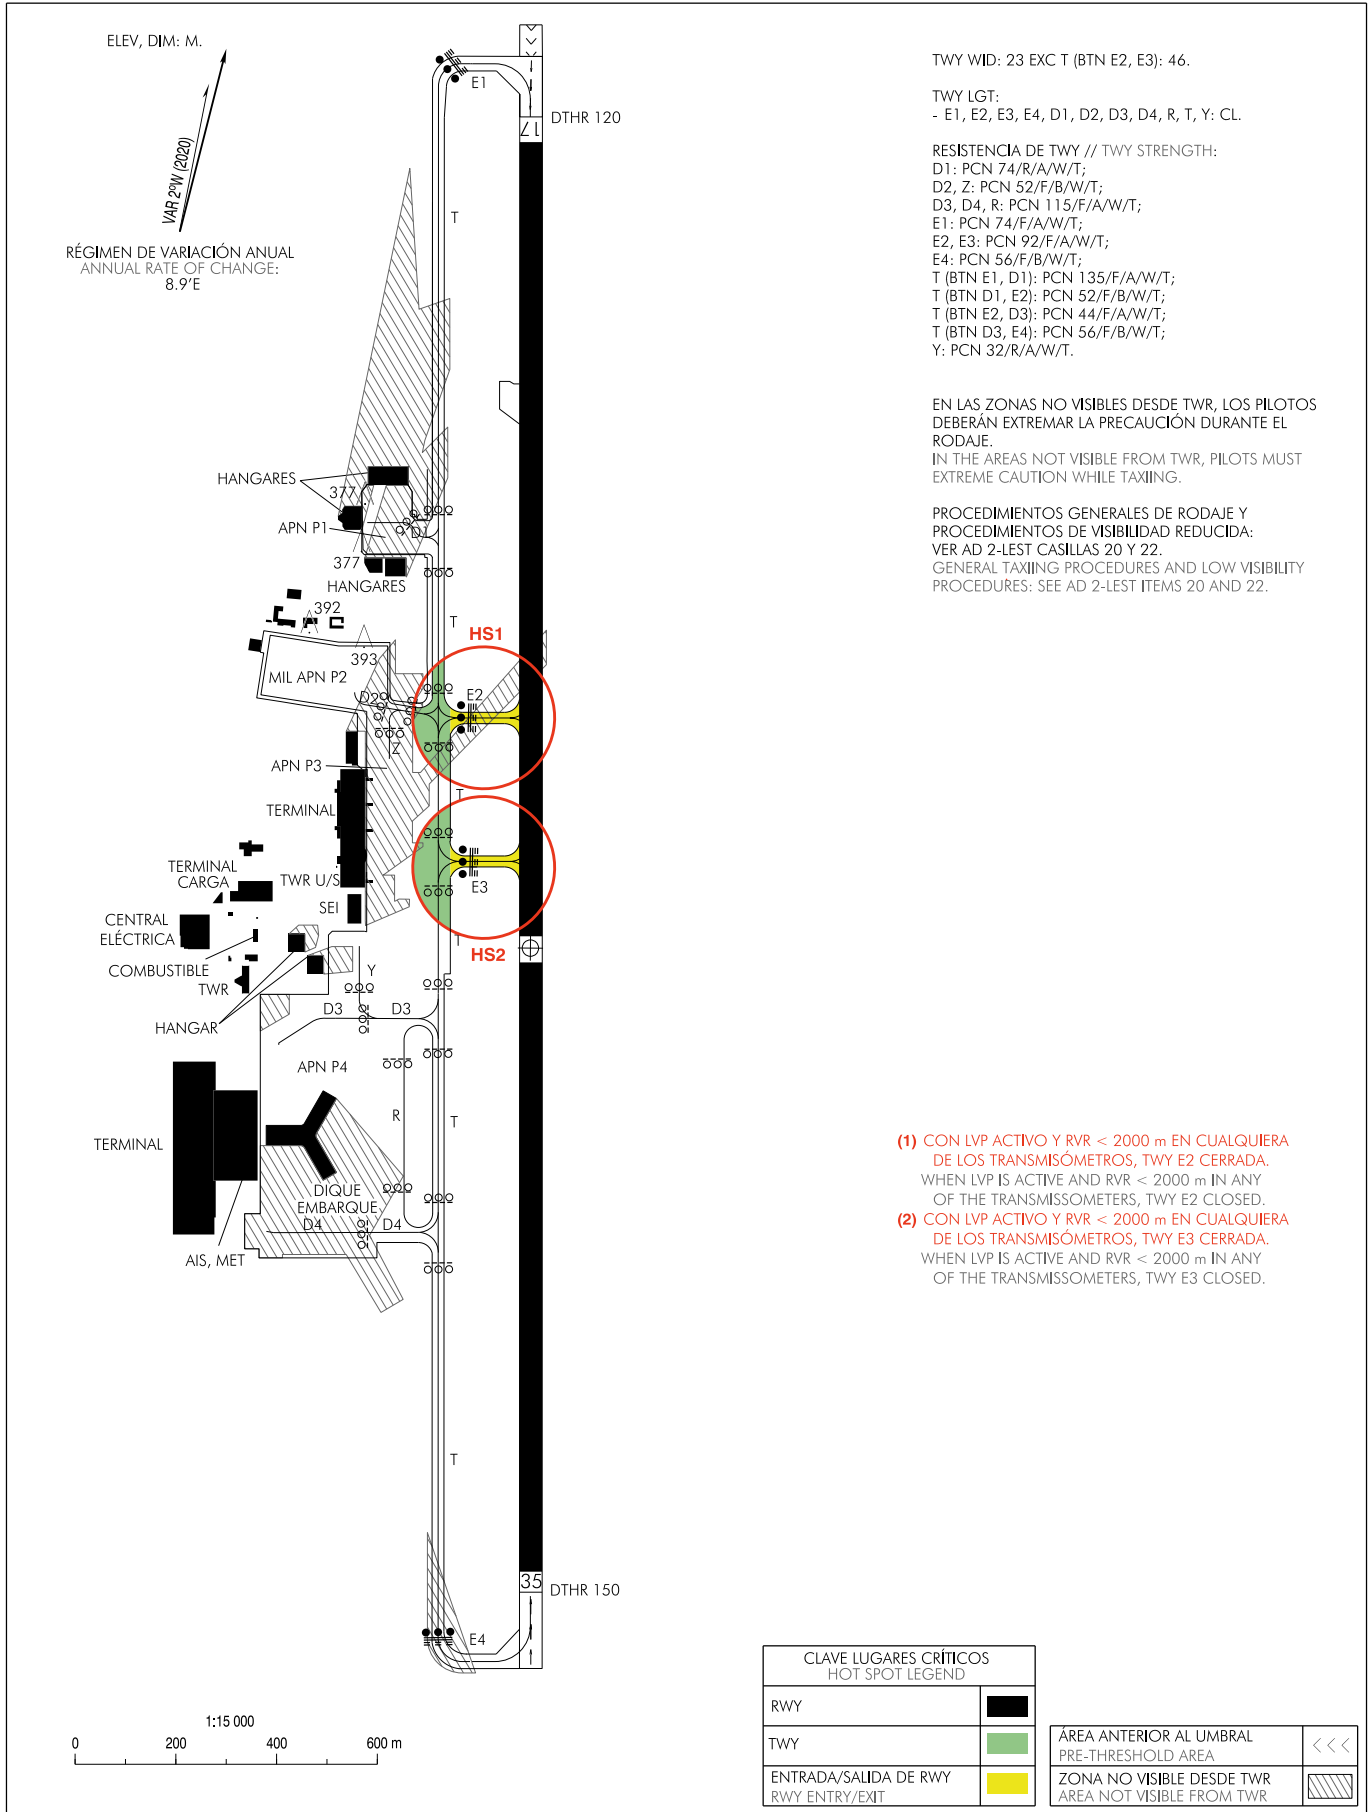 ELEV, DIM: M.
VAR 2ºW (2020)
RÉGIMEN DE VARIACIÓN ANUAL
ANNUAL RATE OF CHANGE:
8.9'E
E1
DTHR 120
17
T
HANGARES
377
APN P1
D1
377
HANGARES
392
T
HS1
393
MIL APN P2
D2
E2
Z
APN P3
T
TERMINAL
TERMINAL
CARGA
TWR U/S
E3
SEI
CENTRAL
ELÉCTRICA
T
HS2
COMBUSTIBLE
Y
TWR
D3
D3
HANGAR
APN P4
R
T
TERMINAL
DIQUE
EMBARQUE
D4
D4
AIS, MET
T
35
DTHR 150
E4
1:15 000
0
200
400
600 m
TWY WID: 23 EXC T (BTN E2, E3): 46.
TWY LGT:
- E1, E2, E3, E4, D1, D2, D3, D4, R, T, Y: CL.
RESISTENCIA DE TWY // TWY STRENGTH:
D1: PCN 74/R/A/W/T;
D2, Z: PCN 52/F/B/W/T;
D3, D4, R: PCN 115/F/A/W/T;
E1: PCN 74/F/A/W/T;
E2, E3: PCN 92/F/A/W/T;
E4: PCN 56/F/B/W/T;
T (BTN E1, D1): PCN 135/F/A/W/T;
T (BTN D1, E2): PCN 52/F/B/W/T;
T (BTN E2, D3): PCN 44/F/A/W/T;
T (BTN D3, E4): PCN 56/F/B/W/T;
Y: PCN 32/R/A/W/T.
EN LAS ZONAS NO VISIBLES DESDE TWR, LOS PILOTOS
DEBERÁN EXTREMAR LA PRECAUCIÓN DURANTE EL
RODAJE.
IN THE AREAS NOT VISIBLE FROM TWR, PILOTS MUST
EXTREME CAUTION WHILE TAXIING.
PROCEDIMIENTOS GENERALES DE RODAJE Y
PROCEDIMIENTOS DE VISIBILIDAD REDUCIDA:
VER AD 2-LEST CASILLAS 20 Y 22.
GENERAL TAXIING PROCEDURES AND LOW VISIBILITY
PROCEDURES: SEE AD 2-LEST ITEMS 20 AND 22.
(1) CON LVP ACTIVO Y RVR < 2000 m EN CUALQUIERA
DE LOS TRANSMISÓMETROS, TWY E2 CERRADA.
WHEN LVP IS ACTIVE AND RVR < 2000 m IN ANY
OF THE TRANSMISSOMETERS, TWY E2 CLOSED.
(2) CON LVP ACTIVO Y RVR < 2000 m EN CUALQUIERA
DE LOS TRANSMISÓMETROS, TWY E3 CERRADA.
WHEN LVP IS ACTIVE AND RVR < 2000 m IN ANY
OF THE TRANSMISSOMETERS, TWY E3 CLOSED.
CLAVE LUGARES CRÍTICOS
HOT SPOT LEGEND
RWY
TWY
ENTRADA/SALIDA DE RWY
RWY ENTRY/EXIT
ÁREA ANTERIOR AL UMBRAL
PRE-THRESHOLD AREA
ZONA NO VISIBLE DESDE TWR
AREA NOT VISIBLE FROM TWR